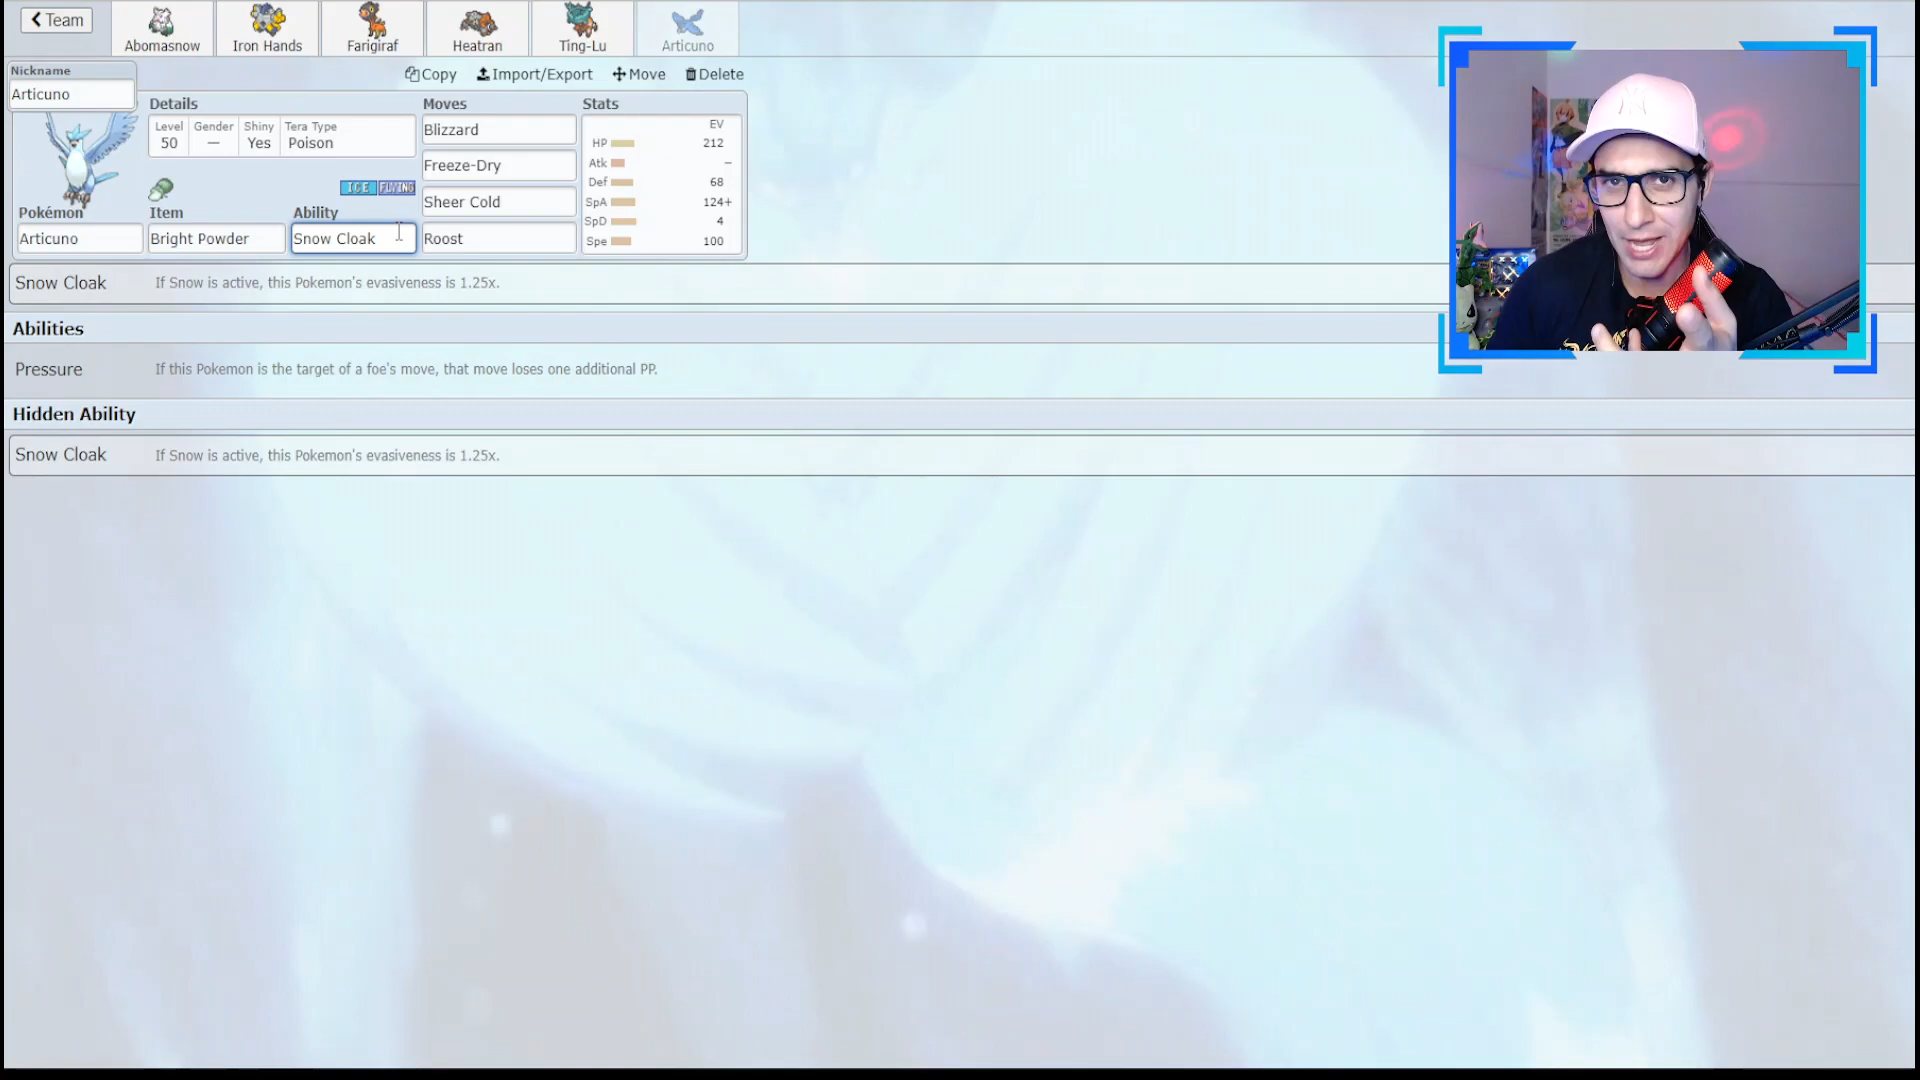 Team
Abomasnow
Iron Hands
Farigiraf
Heatran
Ting-Lu
Articuno
Nickname
Articuno
Copy
Import/Export
Move
Delete
Details
Moves
Stats
Level
50
Gender
—
Shiny
Yes
Tera Type
Poison
ICE FLYING
Pokémon
Articuno
Item
Bright Powder
Ability
Snow Cloak
Blizzard
Freeze-Dry
Sheer Cold
Roost
EV
HP 212
Atk –
Def 68
SpA 124+
SpD 4
Spe 100
Snow Cloak If Snow is active, this Pokemon's evasiveness is 1.25x.
Abilities
Pressure If this Pokemon is the target of a foe's move, that move loses one additional PP.
Hidden Ability
Snow Cloak If Snow is active, this Pokemon's evasiveness is 1.25x.